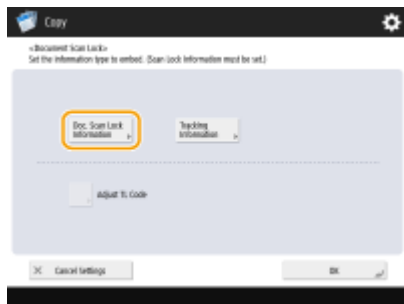 Copy
<Document Scan Lock>
Set the information type to embed. (Scan Lock Information must be set.)
Doc. Scan Lock
Information
Tracking
Information
Adjust TL Code
Cancel Settings
OK